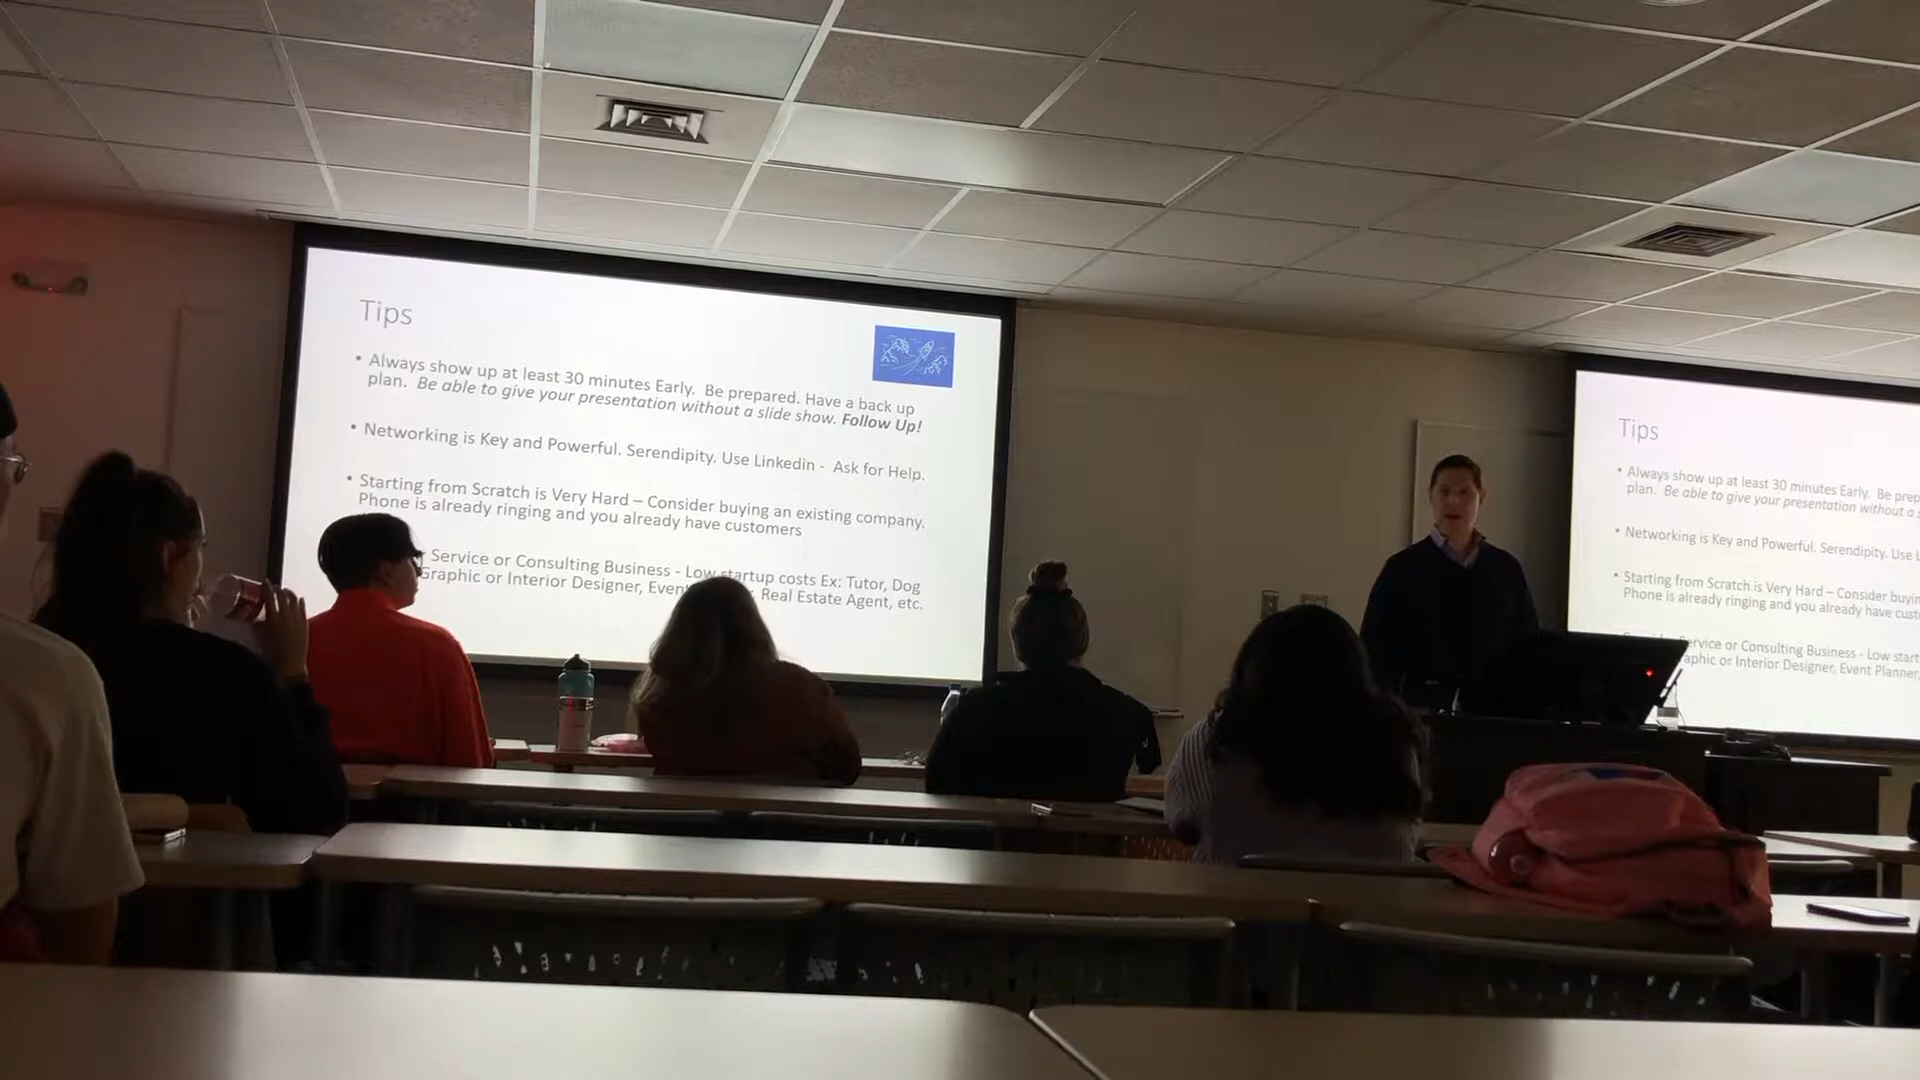 Tips
• Always show up at least 30 minutes Early. Be prepared. Have a back up
plan. Be able to give your presentation without a slide show. Follow Up!
• Networking is Key and Powerful. Serendipity. Use Linkedin - Ask for Help.
• Starting from Scratch is Very Hard – Consider buying an existing company.
Phone is already ringing and you already have customers
Service or Consulting Business - Low startup costs Ex: Tutor, Dog
Graphic or Interior Designer, Event Real Estate Agent, etc.
Tips
• Always show up at least 30 minutes Early. Be
plan. Be able to give your presentation without a
• Networking is Key and Powerful. Serendipity. Use
• Starting from Scratch is Very Hard – Consider
Phone is already ringing and you already have
Service or Consulting Business - Low
or Interior Designer, Event Planner,